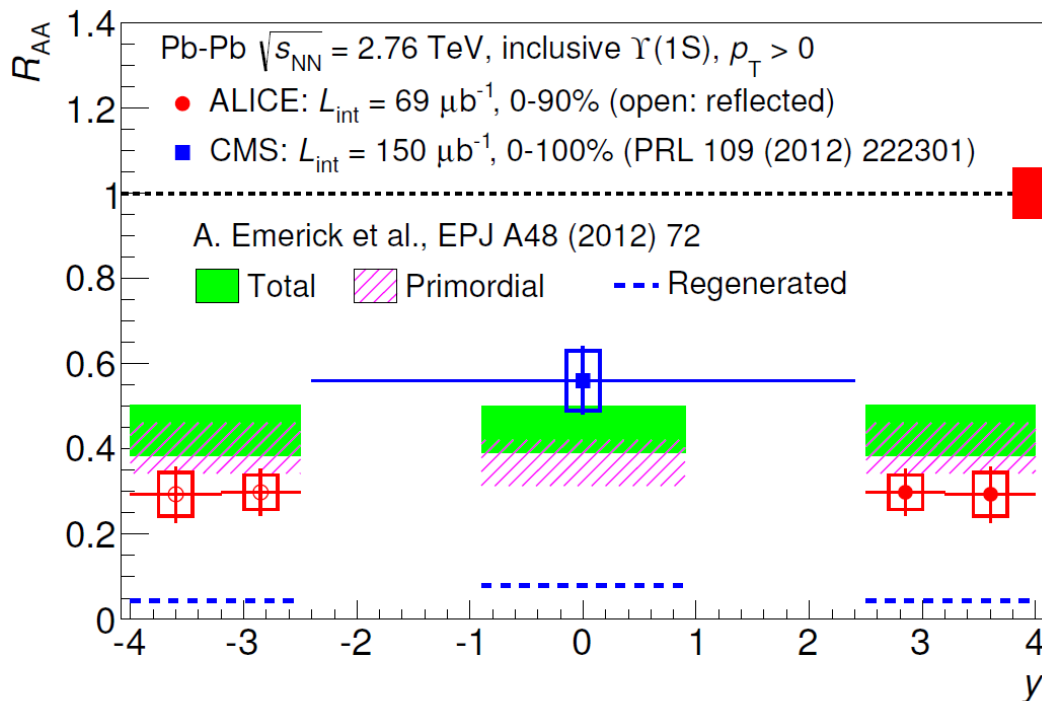 R_AA
1.4
1.2
1
0.8
0.6
0.4
0.2
0
Pb-Pb √s_NN = 2.76 TeV, inclusive ϒ(1S), p_T > 0
ALICE: L_int = 69 μb⁻¹, 0-90% (open: reflected)
CMS: L_int = 150 μb⁻¹, 0-100% (PRL 109 (2012) 222301)
A. Emerick et al., EPJ A48 (2012) 72
Total Primordial Regenerated
-4 -3 -2 -1 0 1 2 3 4
y